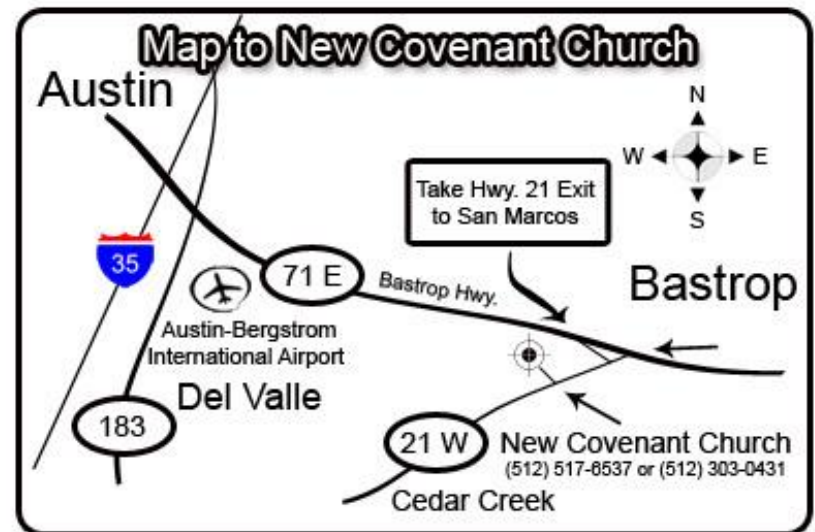 Map to New Covenant Church
Austin
N
W
E
S
Take Hwy. 21 Exit
to San Marcos
35
71 E
Bastrop Hwy.
Bastrop
Austin-Bergstrom
International Airport
Del Valle
183
21 W
New Covenant Church
(512) 517-6537 or (512) 303-0431
Cedar Creek